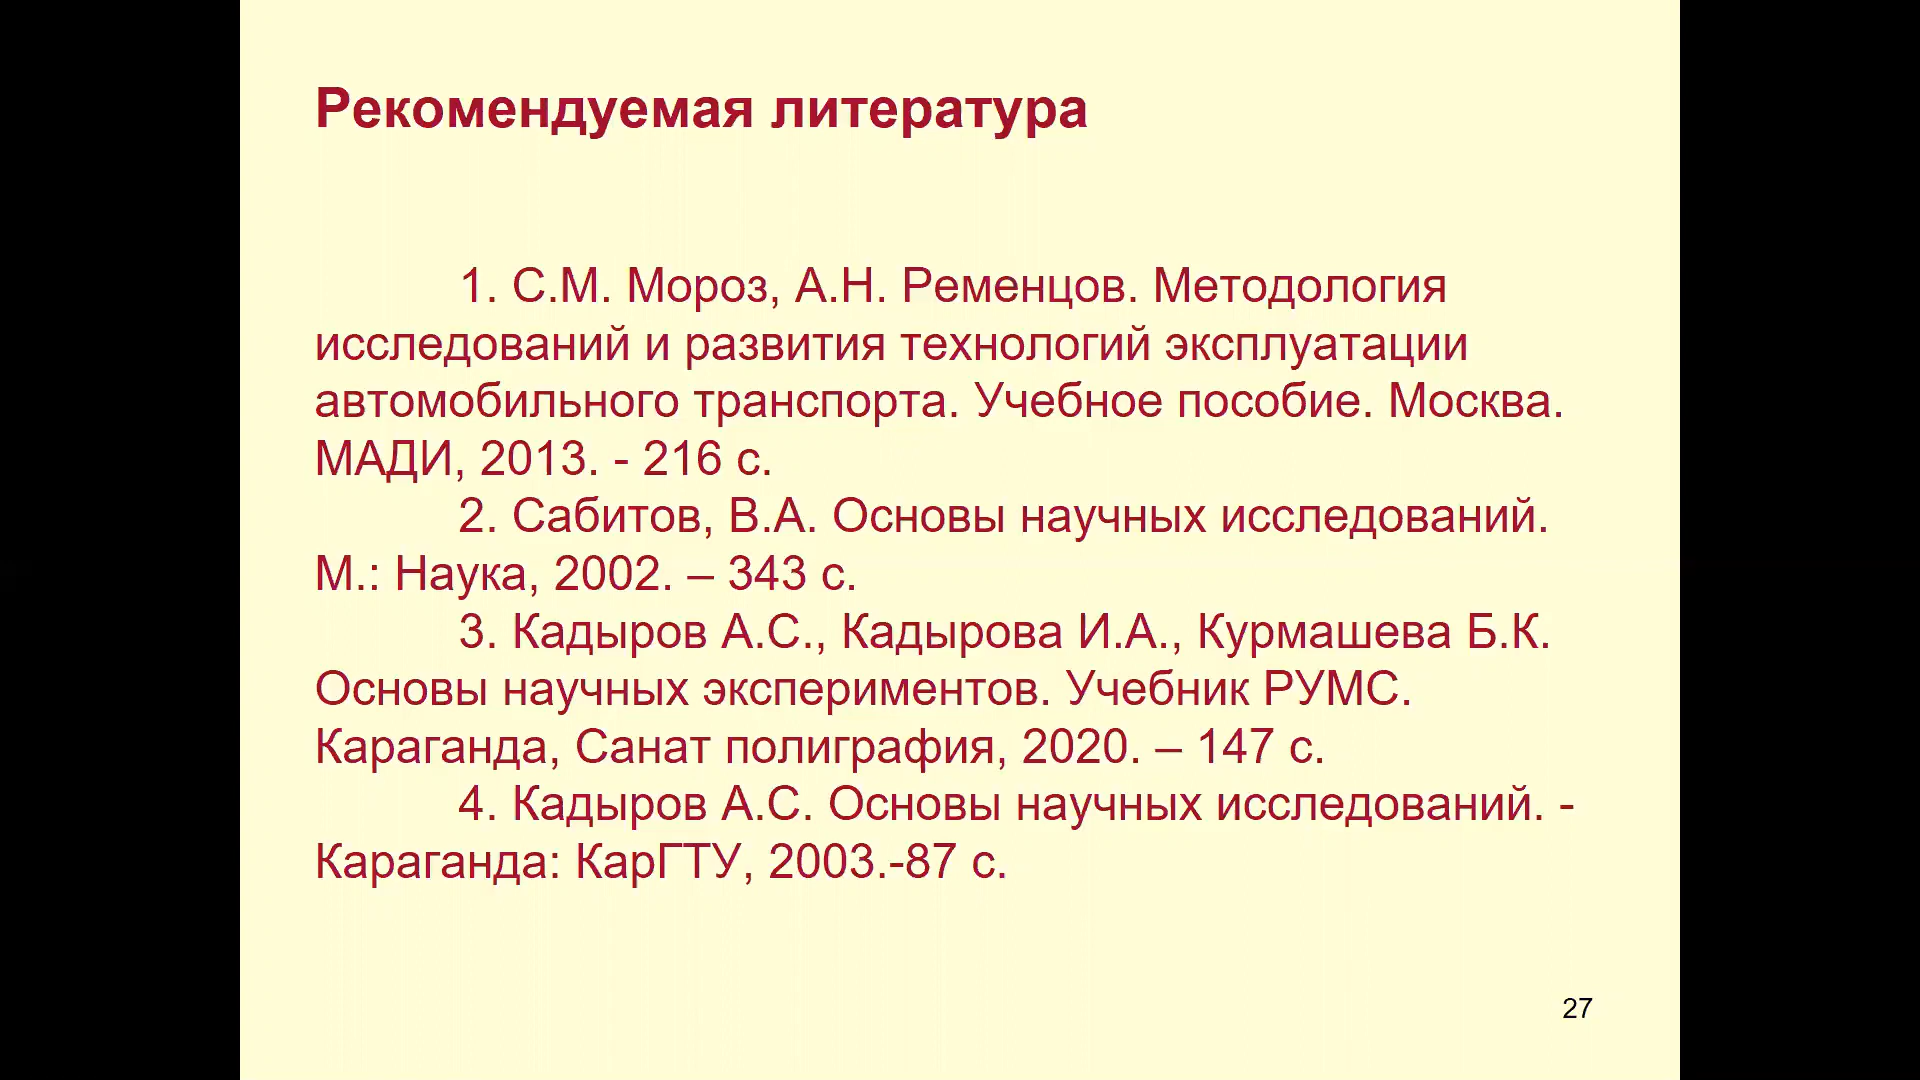 Рекомендуемая литература
1. С.М. Мороз, А.Н. Ременцов. Методология
исследований и развития технологий эксплуатации
автомобильного транспорта. Учебное пособие. Москва.
МАДИ, 2013. - 216 с.
2. Сабитов, В.А. Основы научных исследований.
М.: Наука, 2002. – 343 с.
3. Кадыров А.С., Кадырова И.А., Курмашева Б.К.
Основы научных экспериментов. Учебник РУМС.
Караганда, Санат полиграфия, 2020. – 147 с.
4. Кадыров А.С. Основы научных исследований. -
Караганда: КарГТУ, 2003.-87 с.
27